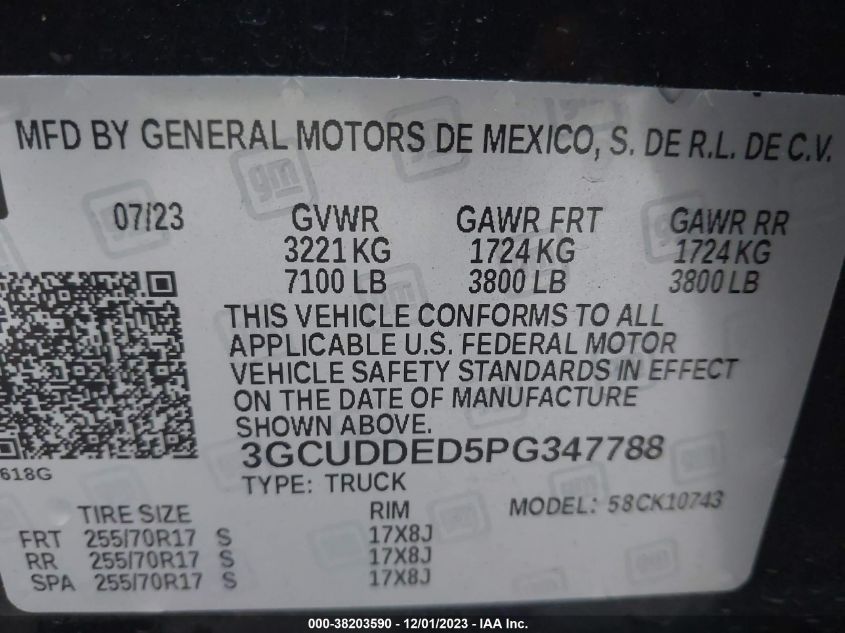 MFD BY GENERAL MOTORS DE MEXICO, S. DE R.L. DE C.V.
07/23 GVWR GAWR FRT GAWR RR
3221 KG 1724 KG 1724 KG
7100 LB 3800 LB 3800 LB
THIS VEHICLE CONFORMS TO ALL
APPLICABLE U.S. FEDERAL MOTOR
VEHICLE SAFETY STANDARDS IN EFFECT
ON THE DATE OF MANUFACTURE
SHOWN ABOVE.
3GCUDDED5PG347788
618G
TYPE: TRUCK
TIRE SIZE RIM MODEL: 58CK10743
FRT 255/70R17 S 17X8J
RR 255/70R17 S 17X8J
SPA 255/70R17 S 17X8J
gm
000-38203590 - 12/01/2023 - IAA Inc.